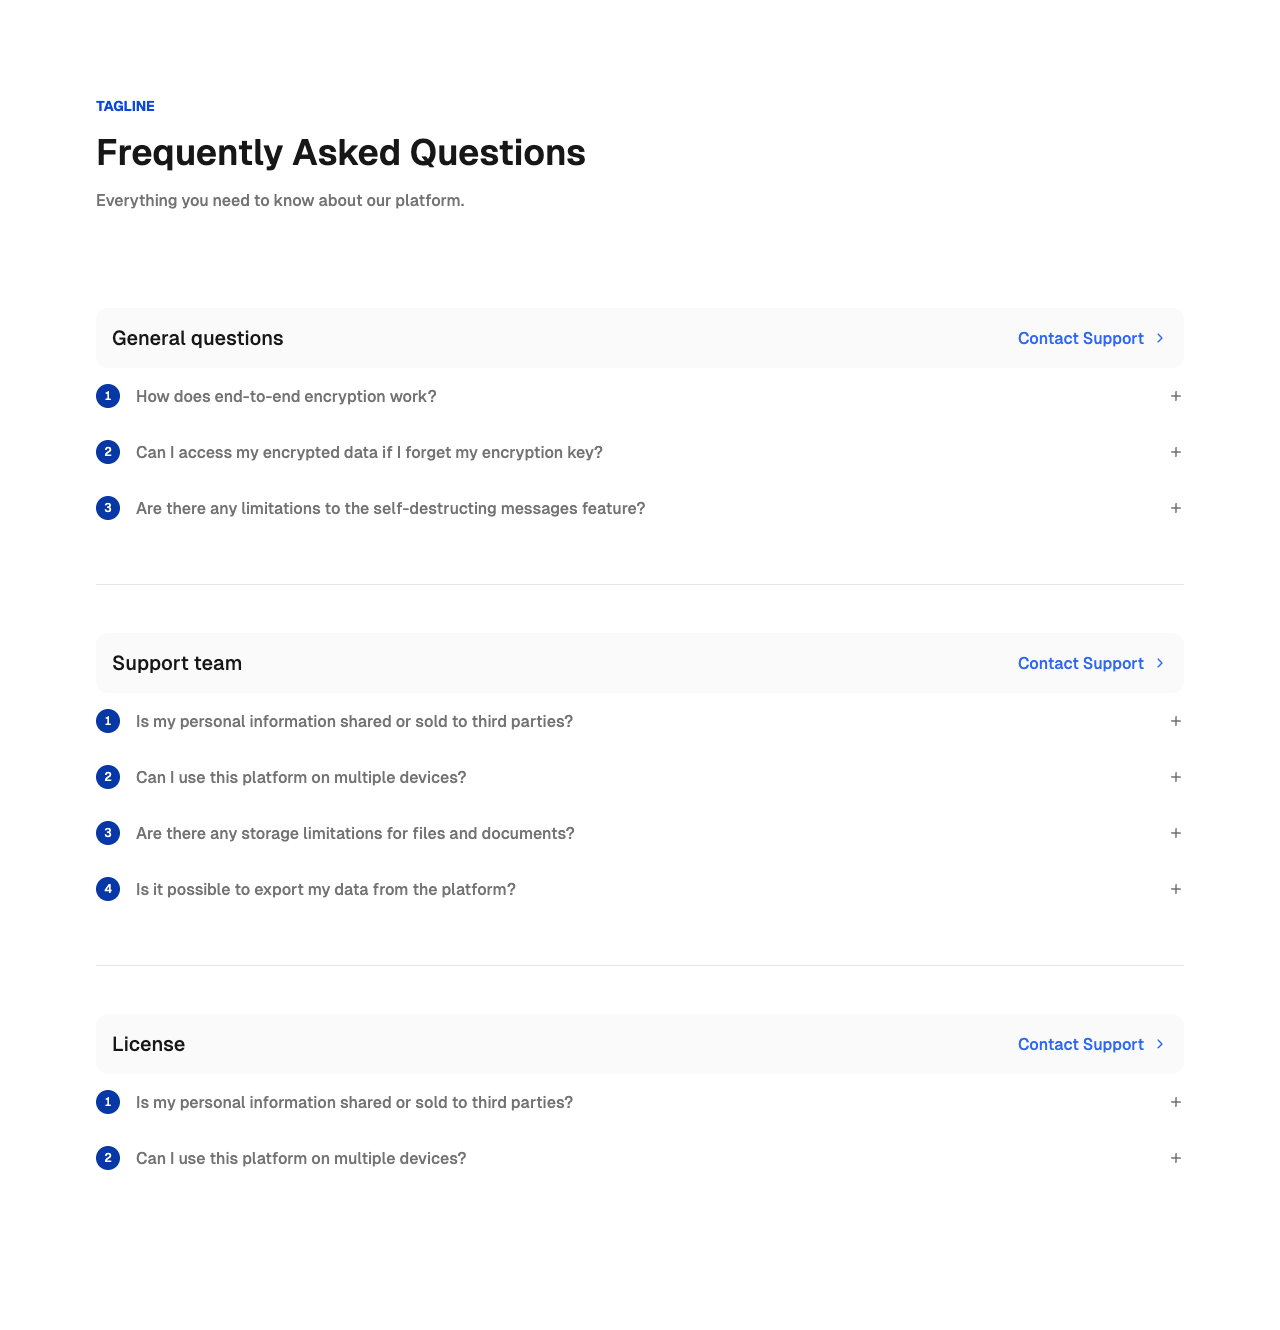 TAGLINE
Frequently Asked Questions
Everything you need to know about our platform.
General questions Contact Support
1 How does end-to-end encryption work?
2 Can I access my encrypted data if I forget my encryption key?
3 Are there any limitations to the self-destructing messages feature?
Support team Contact Support
1 Is my personal information shared or sold to third parties?
2 Can I use this platform on multiple devices?
3 Are there any storage limitations for files and documents?
4 Is it possible to export my data from the platform?
License Contact Support
1 Is my personal information shared or sold to third parties?
2 Can I use this platform on multiple devices?